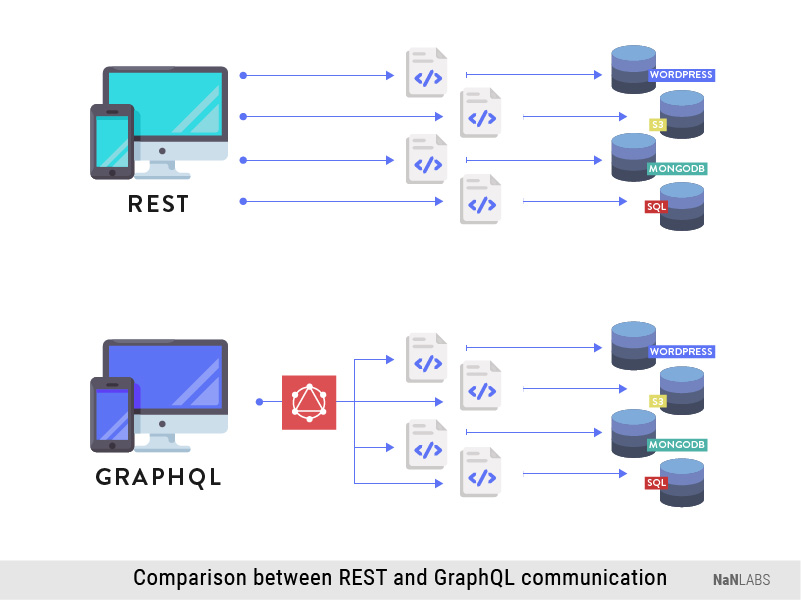 WORDPRESS
S3
MONGODB
SQL
REST
WORDPRESS
S3
MONGODB
SQL
GRAPHQL
Comparison between REST and GraphQL communication
NaNLABS